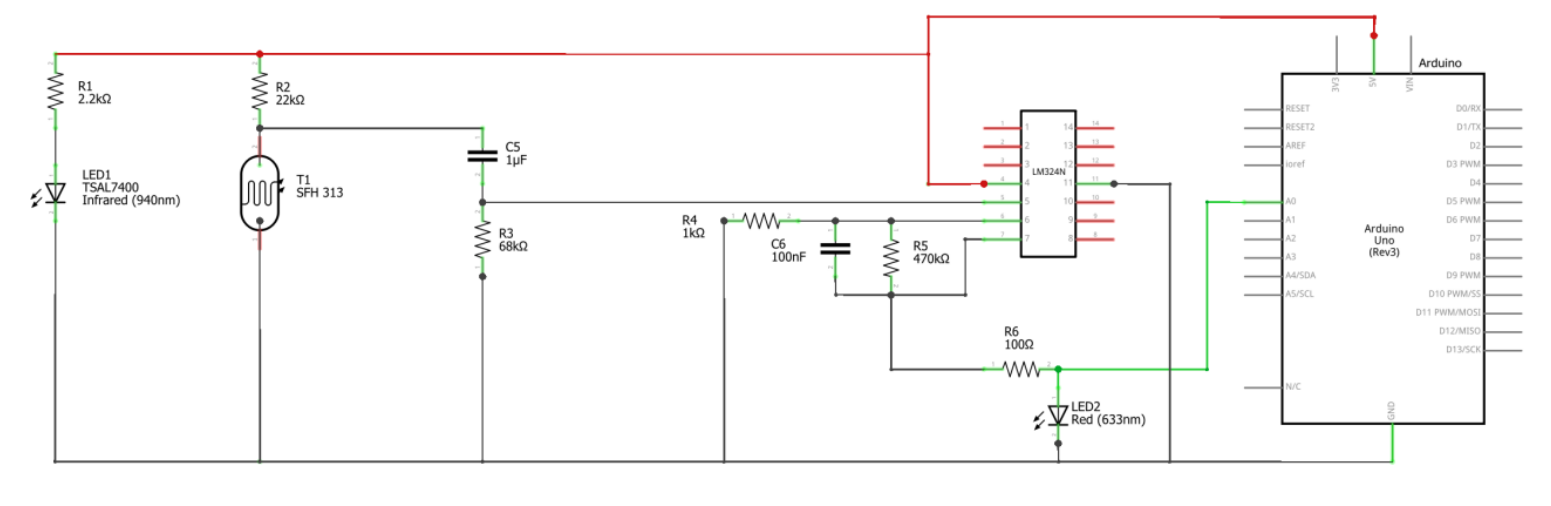 R1
2.2kΩ
LED1
TSAL7400
Infrared (940nm)
R2
22kΩ
T1
SFH 313
C5
1µF
R3
68kΩ
R4
1kΩ
C6
100nF
R5
470kΩ
R6
100Ω
LED2
Red (633nm)
LM324N
1
2
3
4
5
6
7
14
13
12
11
10
9
8
Arduino
3V3
5V
VIN
RESET
RESET2
AREF
ioref
A0
A1
A2
A3
A4/SDA
A5/SCL
N/C
D0/RX
D1/TX
D2
D3 PWM
D4
D5 PWM
D6 PWM
D7
D8
D9 PWM
D10 PWM/SS
D11 PWM/MOSI
D12/MISO
D13/SCK
Arduino
Uno
(Rev3)
GND